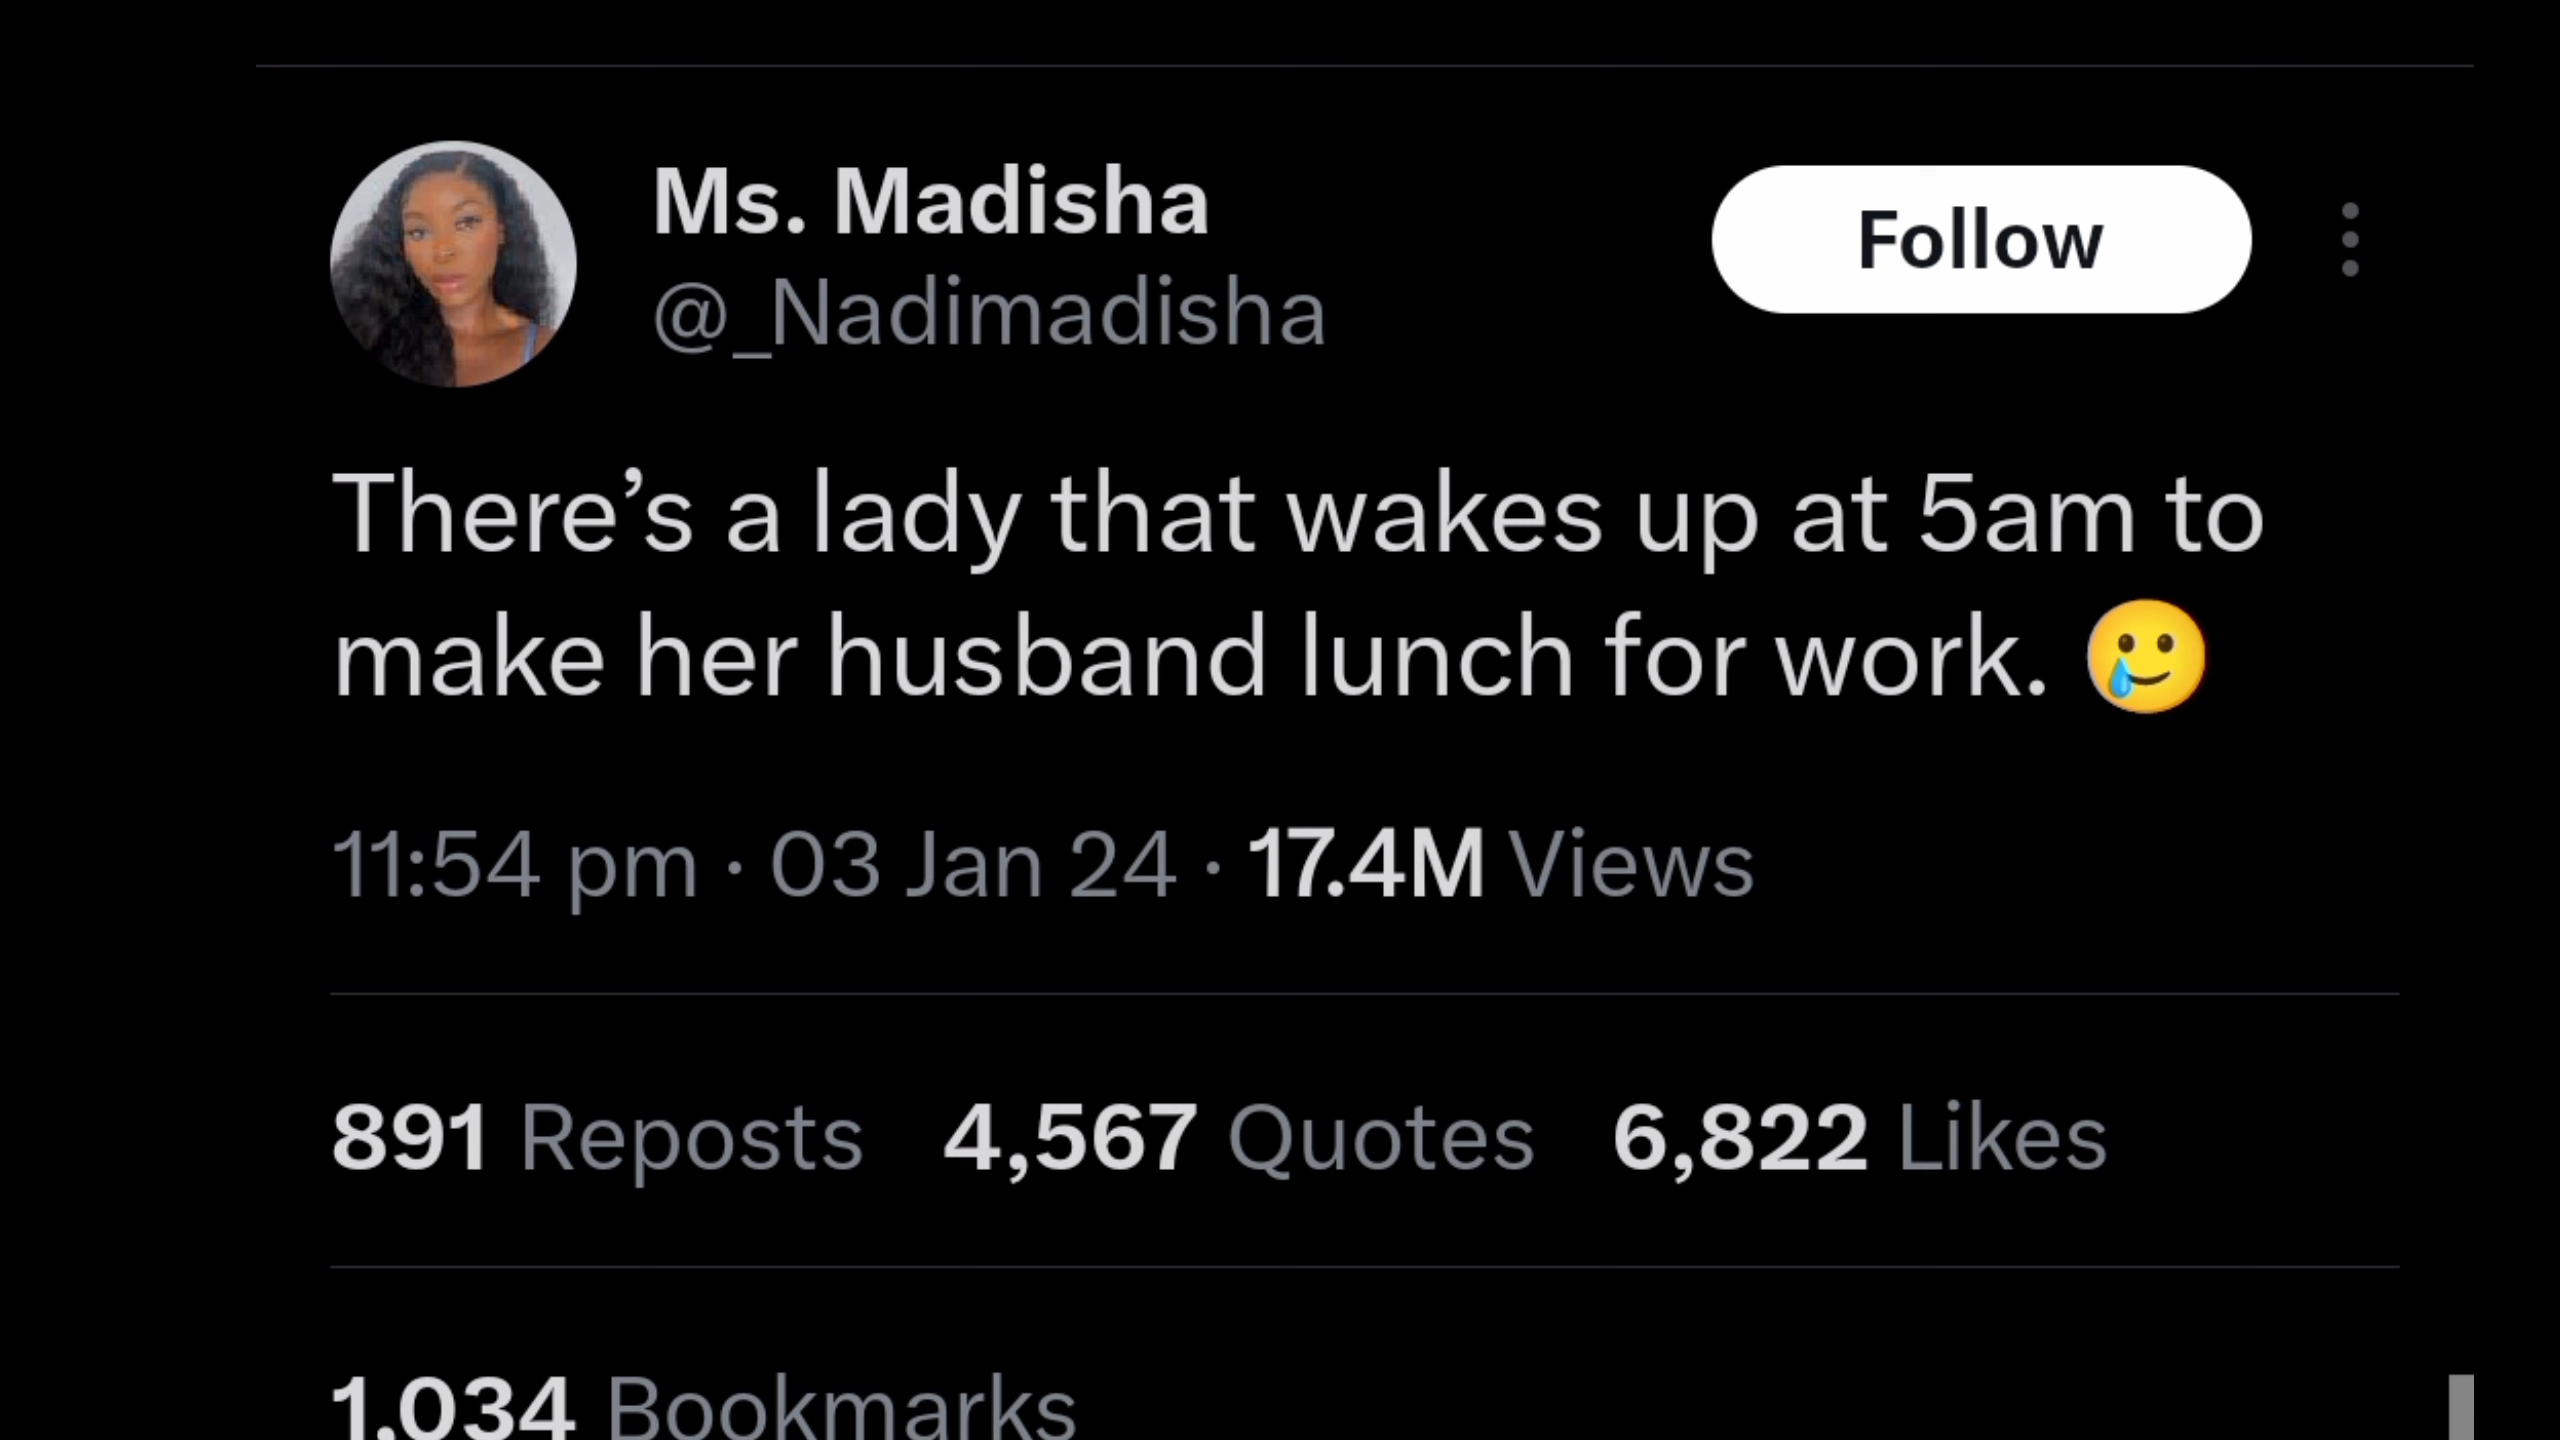 Ms. Madisha
@_Nadimadisha
Follow
There’s a lady that wakes up at 5am to
make her husband lunch for work. 🥲
11:54 pm · 03 Jan 24 · 17.4M Views
891 Reposts 4,567 Quotes 6,822 Likes
1,034 Bookmarks